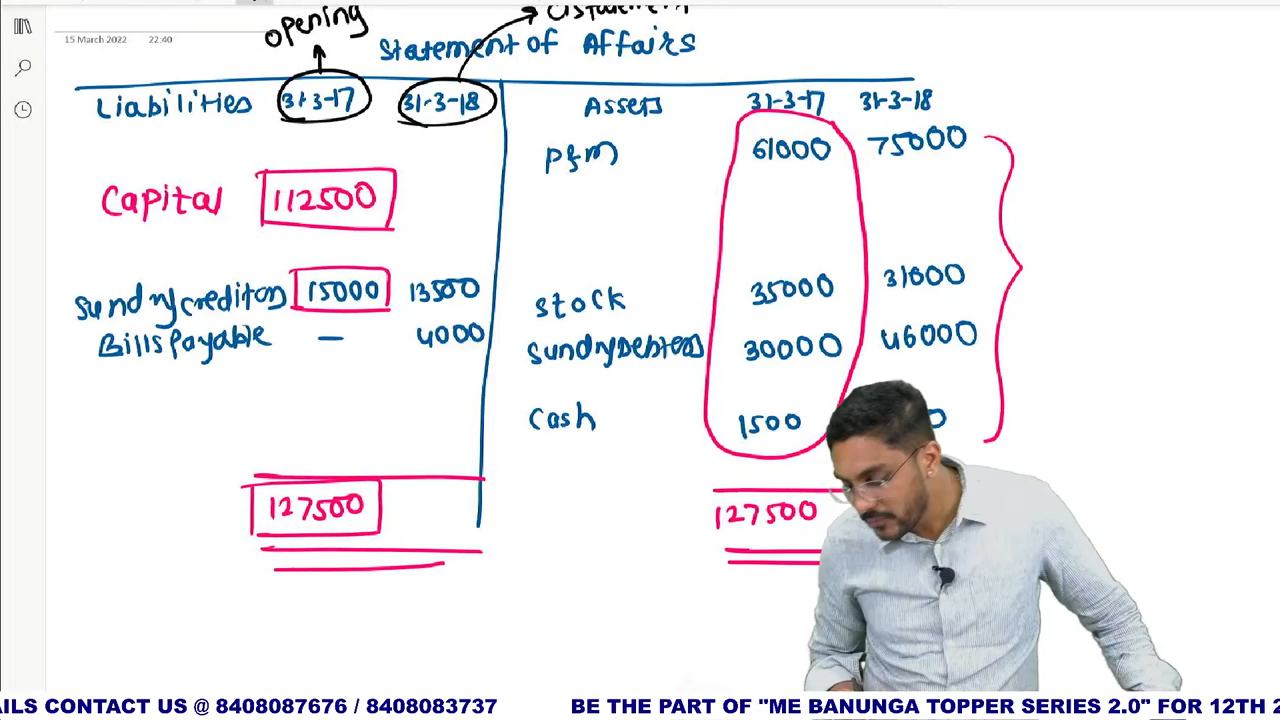 15 March 2022 22:40
opening
Statement of Affairs
Liabilities 31-3-17 31-3-18 Assets 31-3-17 31-3-18
P&M 61000 75000
Capital 112500
Sundry creditors 15000 13500 Stock 35000 31000
Bills Payable — 4000 Sundry Debtors 30000 46000
Cash 1500
127500 127500
AILS CONTACT US @ 8408087676 / 8408083737 BE THE PART OF "ME BANUNGA TOPPER SERIES 2.0" FOR 12TH